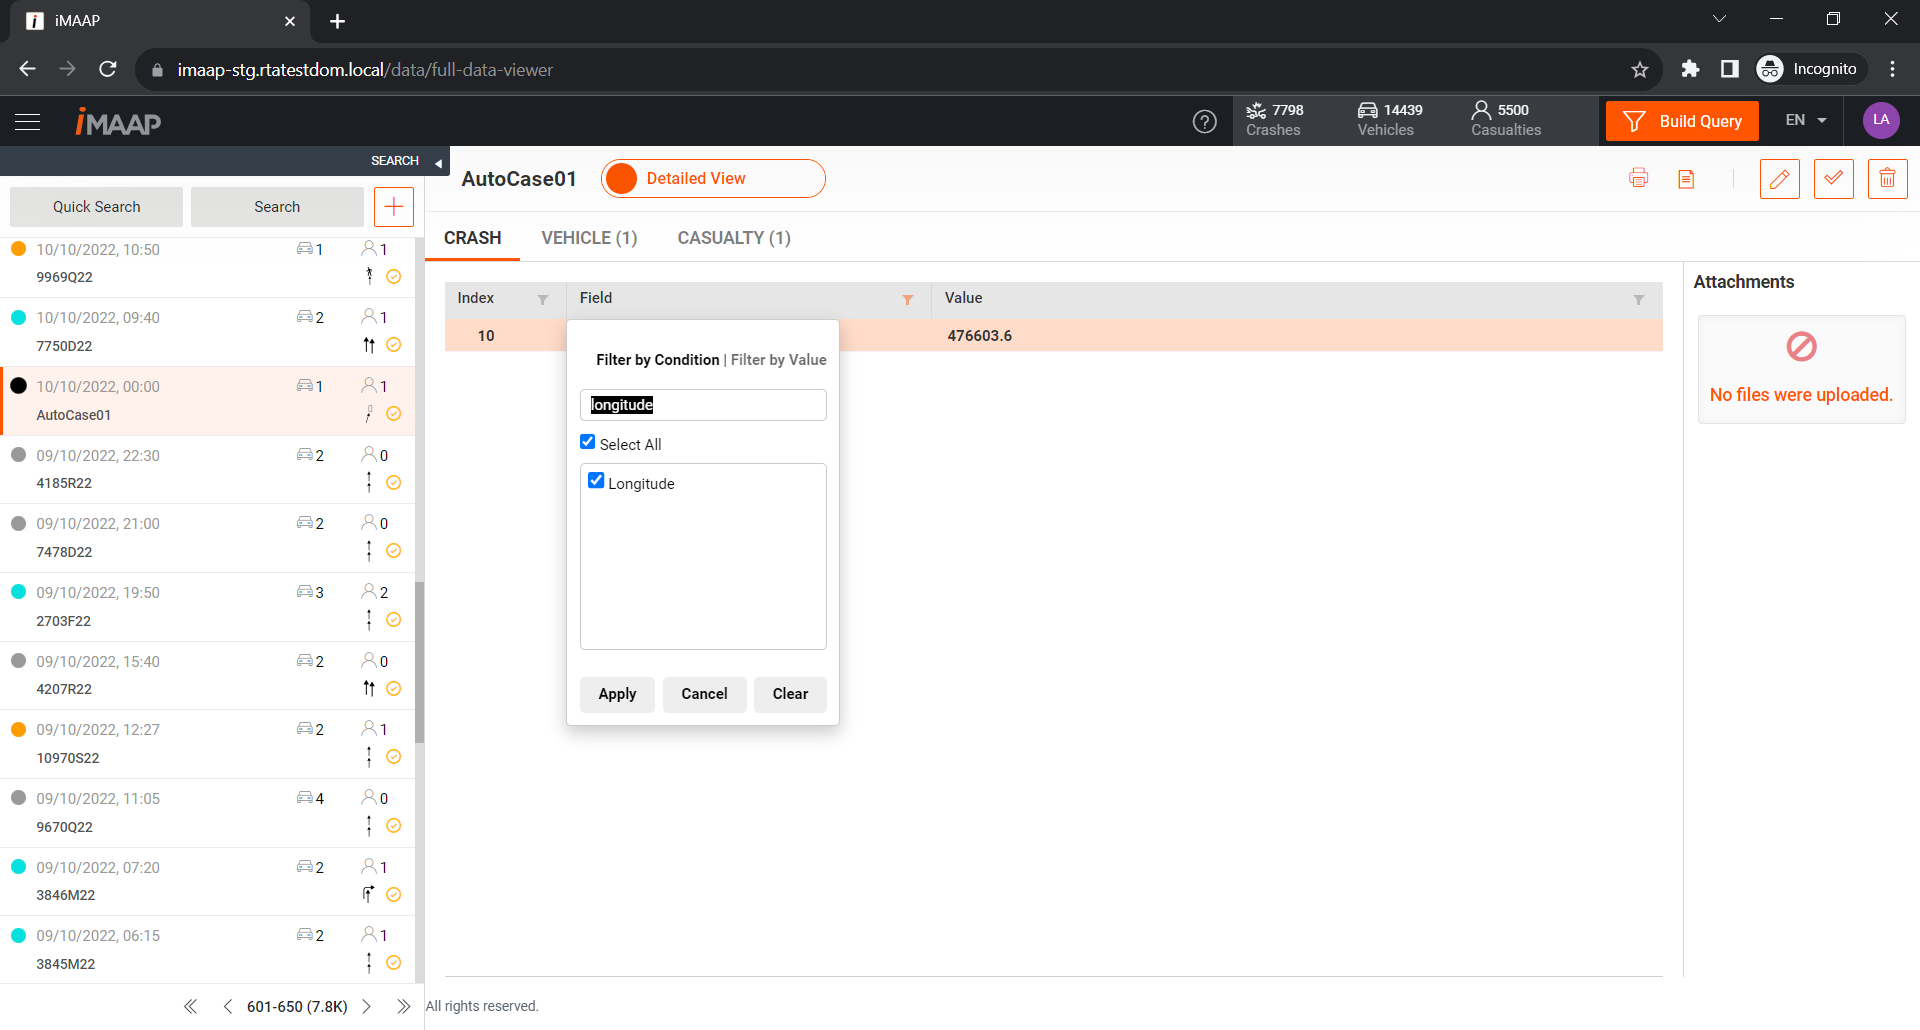 iMAAP
imaap-stg.rtatestdom.local/data/full-data-viewer
Incognito
iMAAP
7798
Crashes
14439
Vehicles
5500
Casualties
Build Query
EN
LA
SEARCH
Quick Search
Search
10/10/2022, 10:50 1 1
9969Q22
10/10/2022, 09:40 2 1
7750D22
10/10/2022, 00:00 1 1
AutoCase01
09/10/2022, 22:30 2 0
4185R22
09/10/2022, 21:00 2 0
7478D22
09/10/2022, 19:50 3 2
2703F22
09/10/2022, 15:40 2 0
4207R22
09/10/2022, 12:27 2 1
10970S22
09/10/2022, 11:05 4 0
9670Q22
09/10/2022, 07:20 2 1
3846M22
09/10/2022, 06:15 2 1
3845M22
601-650 (7.8K)
AutoCase01
Detailed View
CRASH VEHICLE (1) CASUALTY (1)
Index Field Value
10 476603.6
Filter by Condition | Filter by Value
longitude
Select All
Longitude
Apply Cancel Clear
Attachments
No files were uploaded.
All rights reserved.